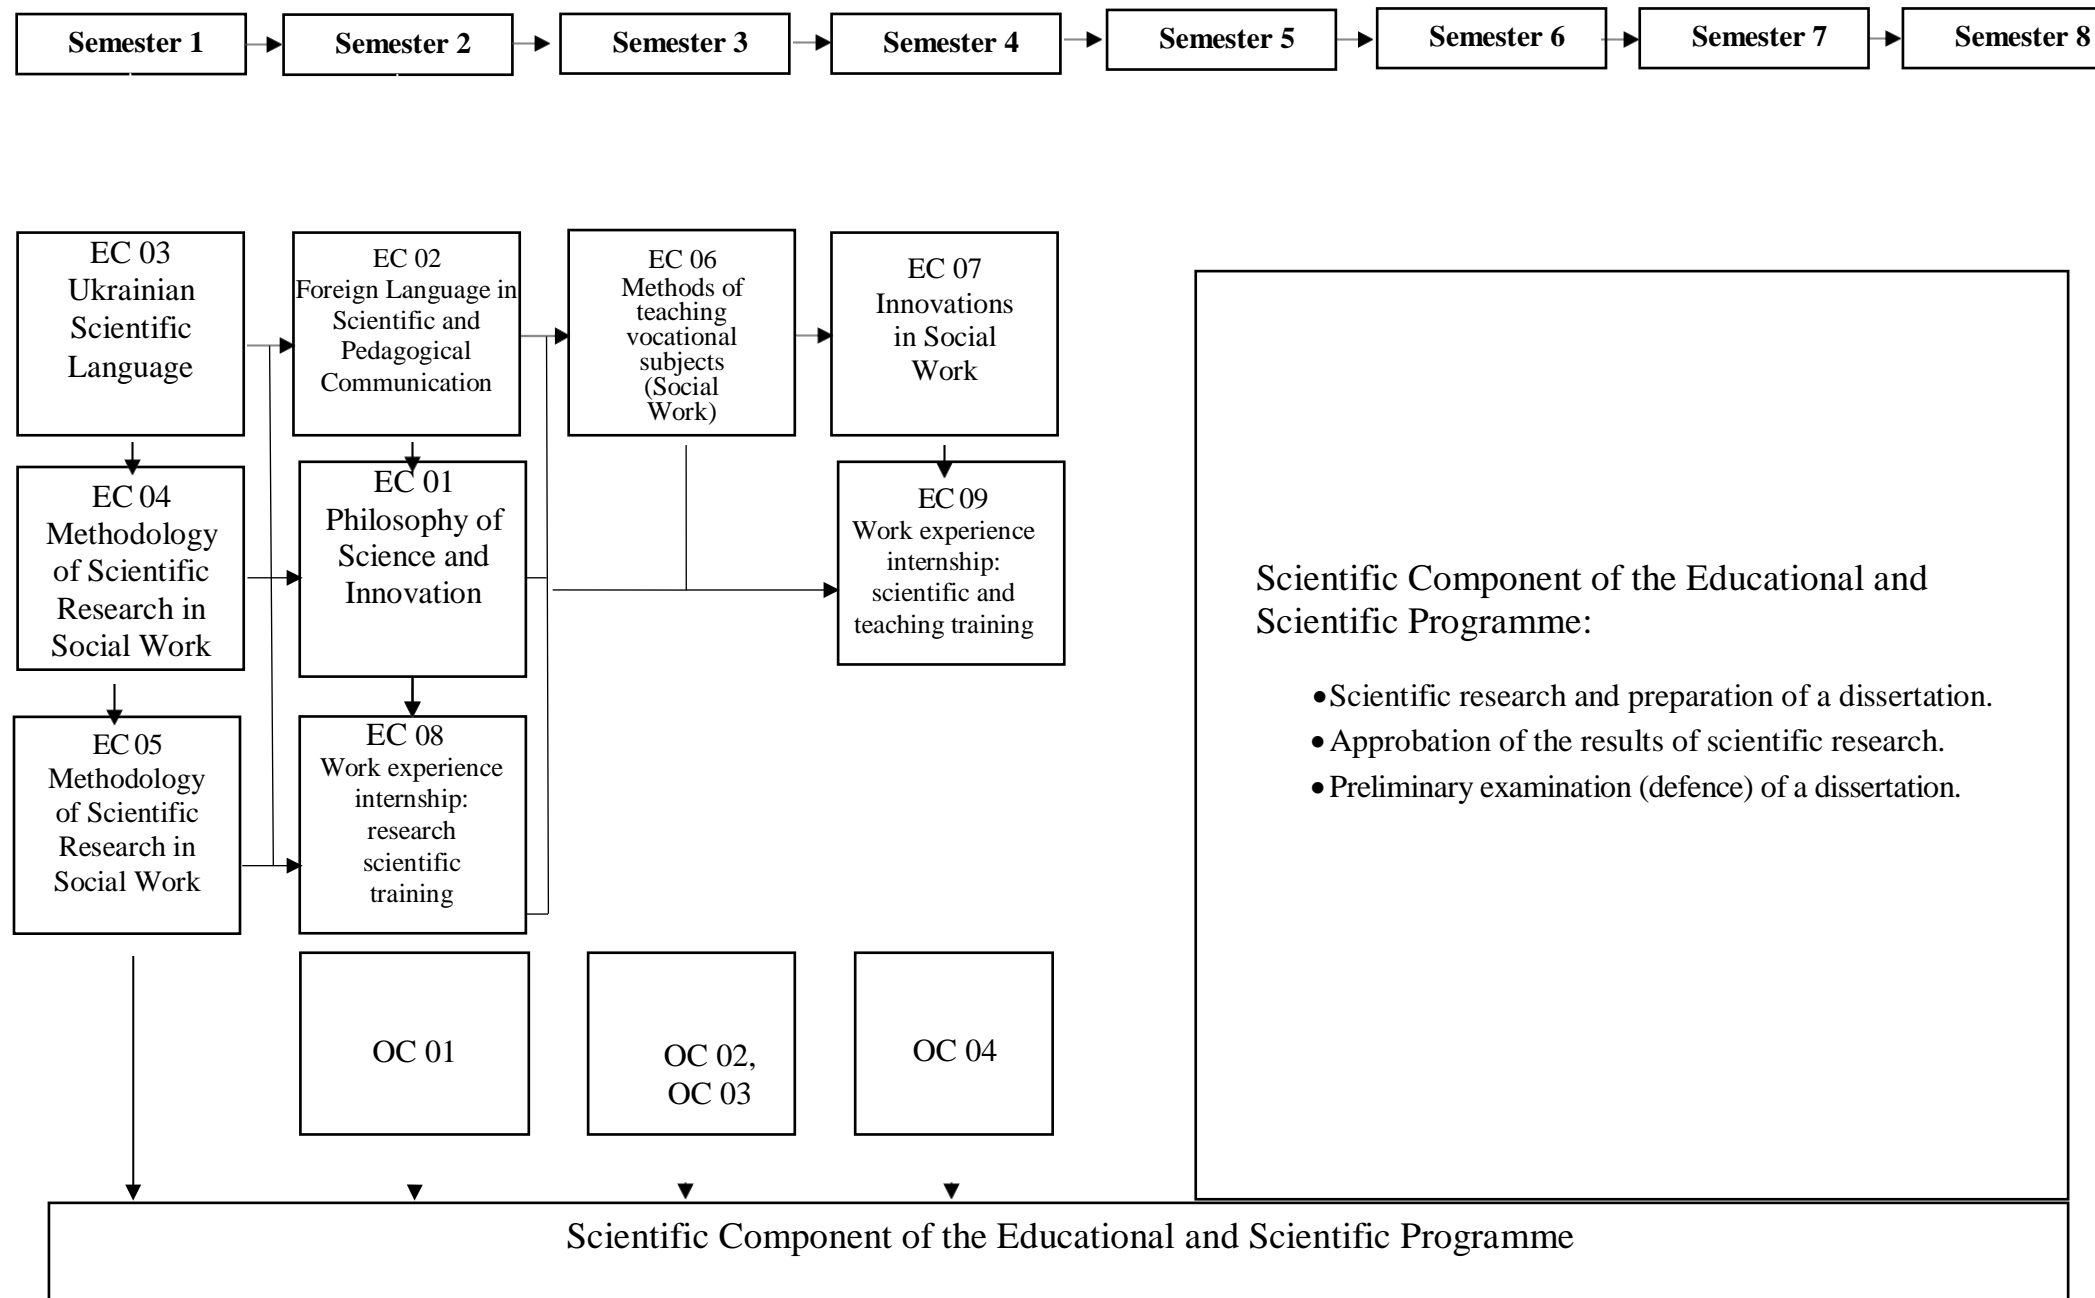 Semester 1
Semester 2
Semester 3
Semester 4
Semester 5
Semester 6
Semester 7
Semester 8
EC 03
Ukrainian
Scientific
Language
EC 02
Foreign Language in
Scientific and
Pedagogical
Communication
EC 06
Methods of
teaching
vocational
subjects
(Social
Work)
EC 07
Innovations
in Social
Work
EC 04
Methodology
of Scientific
Research in
Social Work
EC 01
Philosophy of
Science and
Innovation
EC 09
Work experience
internship:
scientific and
teaching training
EC 05
Methodology
of Scientific
Research in
Social Work
EC 08
Work experience
internship:
research
scientific
training
OC 01
OC 02,
OC 03
OC 04
Scientific Component of the Educational and
Scientific Programme:
•Scientific research and preparation of a dissertation.
•Approbation of the results of scientific research.
•Preliminary examination (defence) of a dissertation.
Scientific Component of the Educational and Scientific Programme